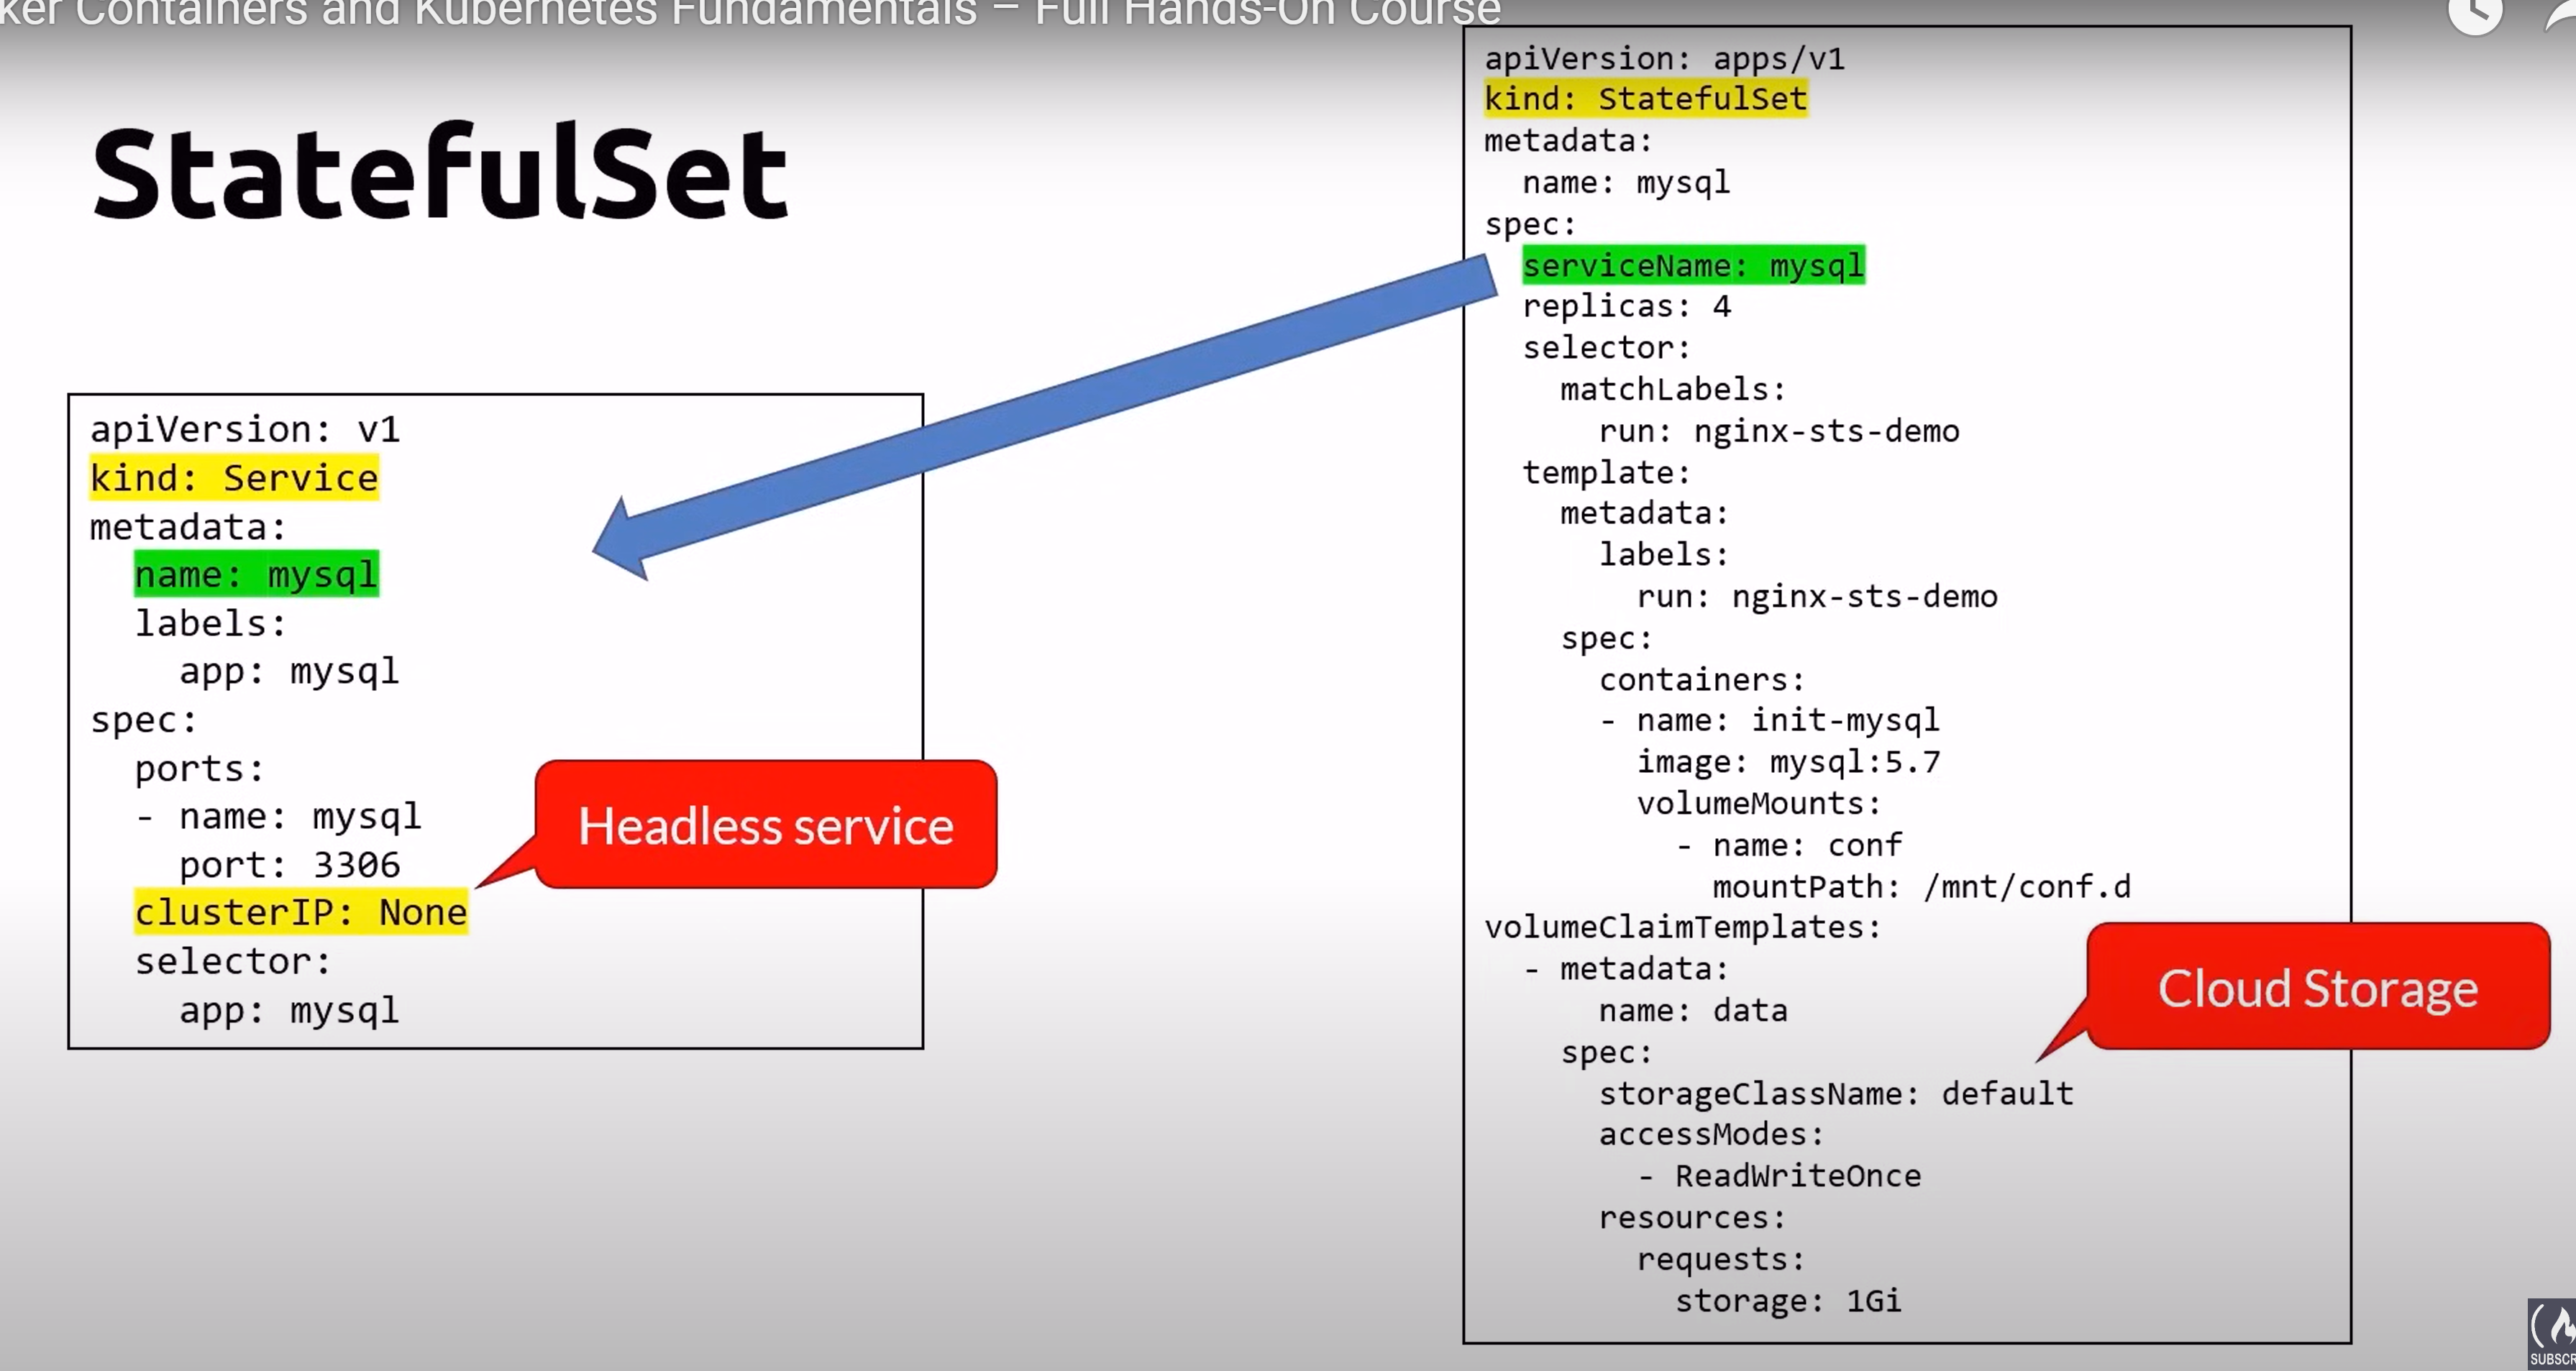 ker Containers and Kubernetes Fundamentals – Full Hands-On Course
StatefulSet
apiVersion: v1
kind: Service
metadata:
  name: mysql
  labels:
    app: mysql
spec:
  ports:
  - name: mysql
    port: 3306
  clusterIP: None
  selector:
    app: mysql
Headless service
apiVersion: apps/v1
kind: StatefulSet
metadata:
  name: mysql
spec:
  serviceName: mysql
  replicas: 4
  selector:
    matchLabels:
      run: nginx-sts-demo
  template:
    metadata:
      labels:
        run: nginx-sts-demo
    spec:
      containers:
      - name: init-mysql
        image: mysql:5.7
        volumeMounts:
          - name: conf
            mountPath: /mnt/conf.d
volumeClaimTemplates:
  - metadata:
      name: data
    spec:
      storageClassName: default
      accessModes:
        - ReadWriteOnce
      resources:
        requests:
          storage: 1Gi
Cloud Storage
SUBSCR